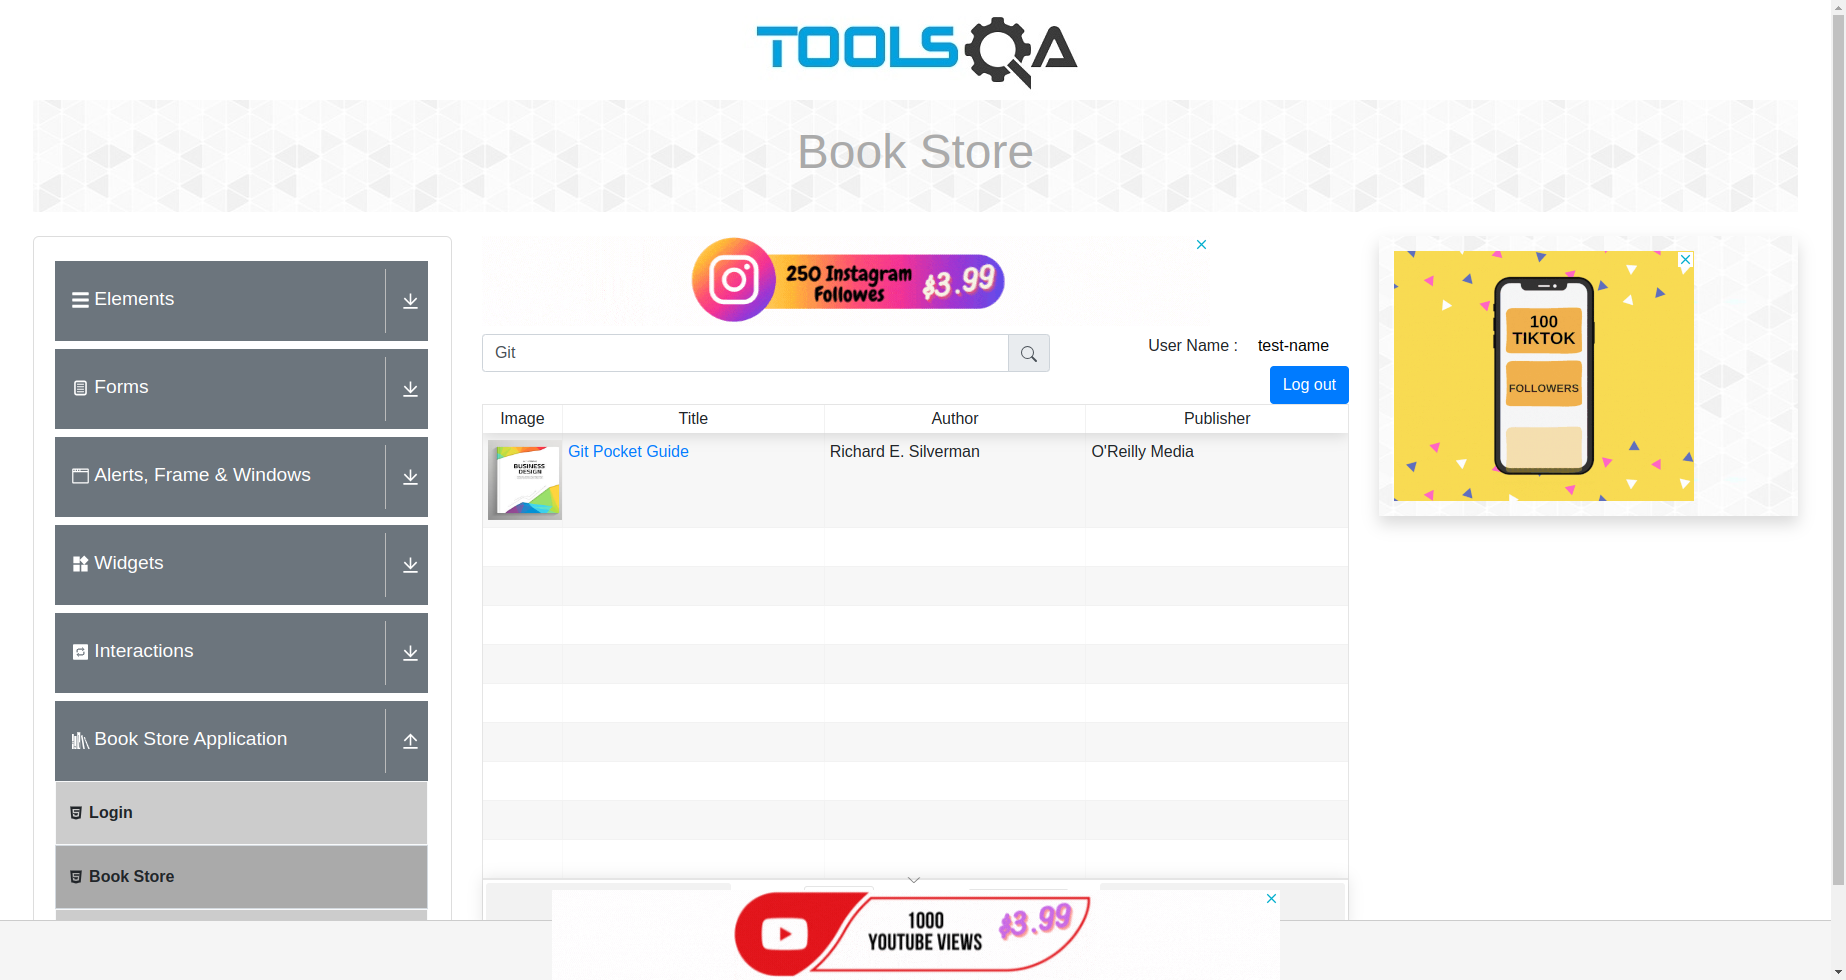 TOOLSQA
Book Store
Elements
Forms
Alerts, Frame & Windows
Widgets
Interactions
Book Store Application
Login
Book Store
250 Instagram
Followes
$3.99
Git
User Name :
test-name
Log out
Image
Title
Author
Publisher
BUSINESS
DESIGN
Git Pocket Guide
Richard E. Silverman
O'Reilly Media
100
TIKTOK
FOLLOWERS
1000
YOUTUBE VIEWS
$3.99